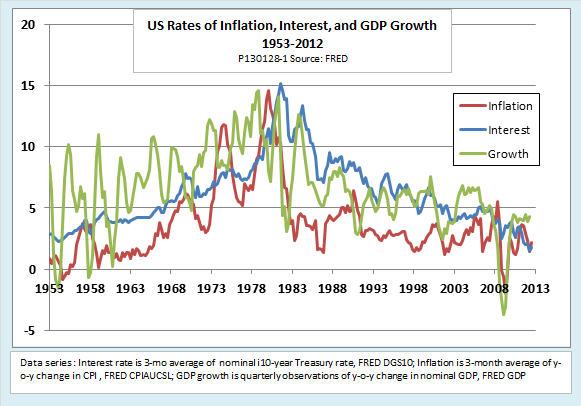 US Rates of Inflation, Interest, and GDP Growth
1953-2012
P130128-1 Source: FRED
20
15
10
5
0
-5
Inflation
Interest
Growth
1953 1958 1963 1968 1973 1978 1983 1988 1993 1998 2003 2008 2013
Data series: Interest rate is 3-mo average of nominal i10-year Treasury rate, FRED DGS10; Inflation is 3-month average of y-
o-y change in CPI , FRED CPIAUCSL; GDP growth is quarterly observations of y-o-y change in nominal GDP, FRED GDP